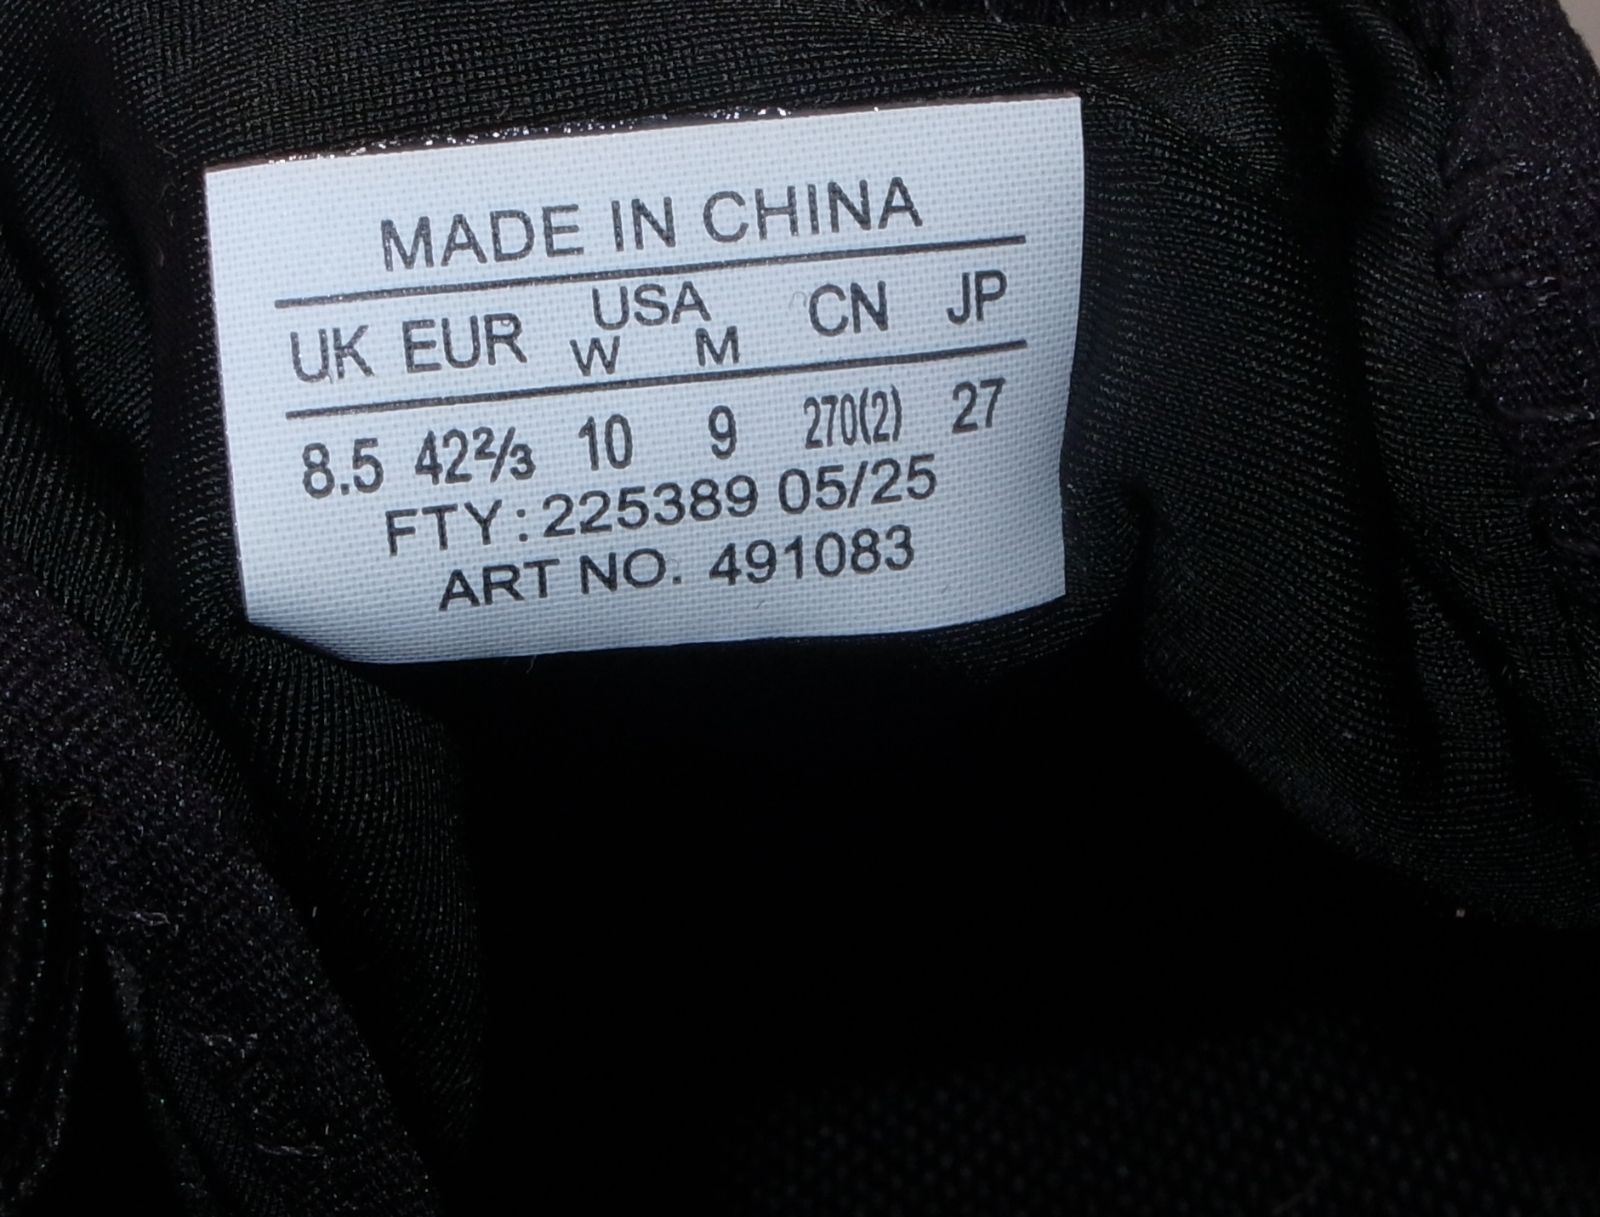 MADE IN CHINA
UK EUR USA CN JP
W M
8.5 42⅔ 10 9 270(2) 27
FTY: 225389 05/25
ART NO. 491083